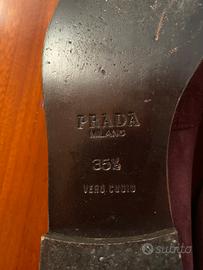 PRADA
MILANO
35½
VERO CUOIO
subito